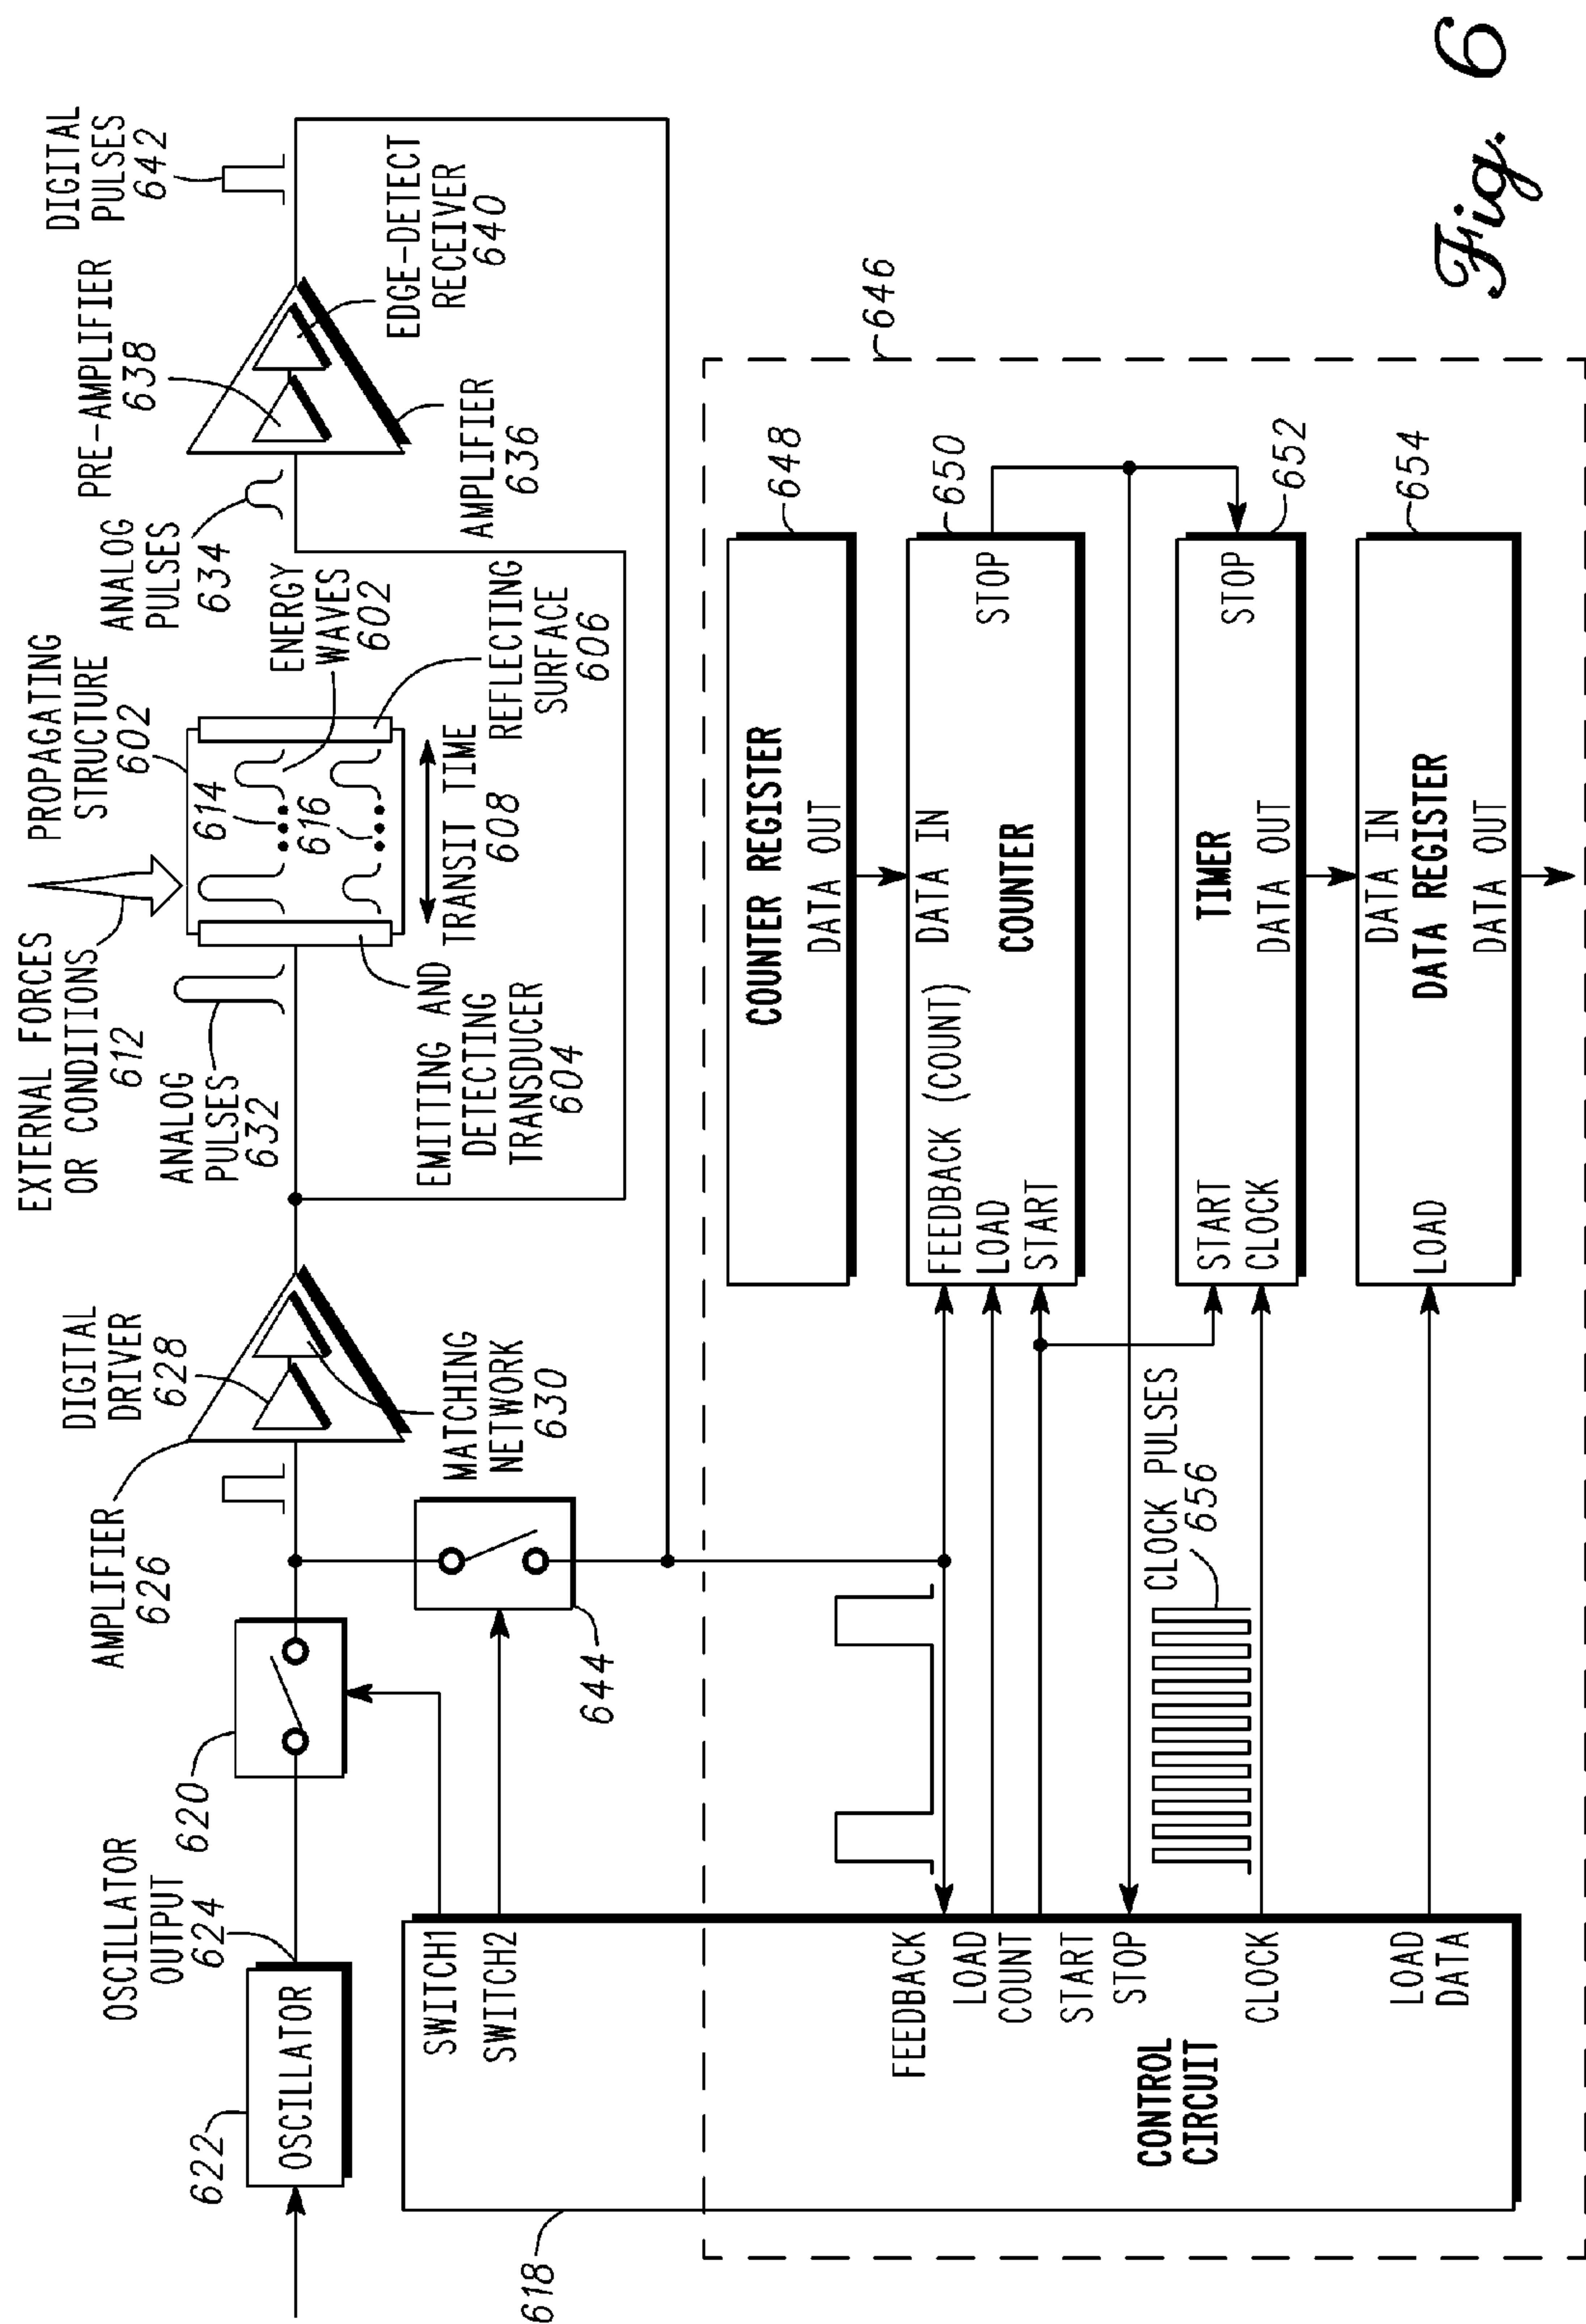 EXTERNAL FORCES
OR CONDITIONS
612
PROPAGATING
STRUCTURE
602
DIGITAL
PULSES
642
PRE-AMPLIFIER
638
ANALOG
PULSES
634
ENERGY
WAVES
602
614
616
EDGE-DETECT
RECEIVER
640
AMPLIFIER
636
REFLECTING
SURFACE
606
TRANSIT TIME
608
EMITTING AND
DETECTING
TRANSDUCER
604
ANALOG
PULSES
632
DIGITAL
DRIVER
628
MATCHING
NETWORK
630
AMPLIFIER
626
620
644
OSCILLATOR
OUTPUT
624
622
OSCILLATOR
618
SWITCH1
SWITCH2
FEEDBACK
LOAD
COUNT
START
STOP
CLOCK
LOAD
DATA
CONTROL
CIRCUIT
CLOCK PULSES
656
646
COUNTER REGISTER
DATA OUT
648
FEEDBACK (COUNT)
DATA IN
LOAD
START
COUNTER
STOP
650
START
CLOCK
TIMER
DATA OUT
STOP
652
LOAD
DATA IN
DATA REGISTER
DATA OUT
654
Fig. 6